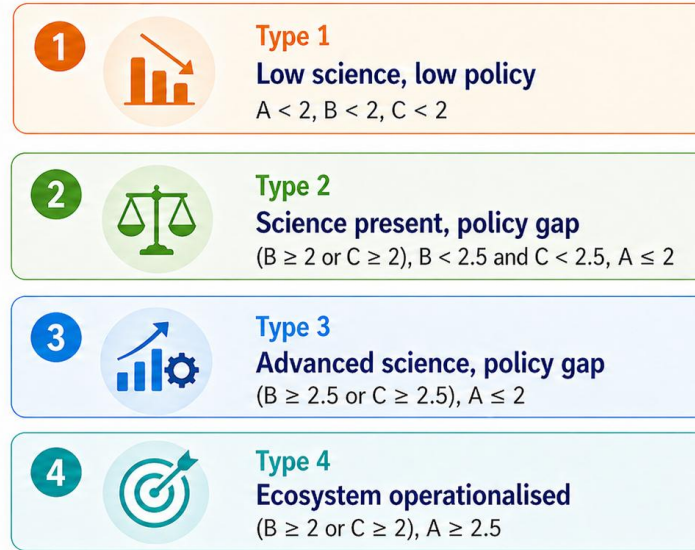 1
Type 1
Low science, low policy
A < 2, B < 2, C < 2
2
Type 2
Science present, policy gap
(B ≥ 2 or C ≥ 2), B < 2.5 and C < 2.5, A ≤ 2
3
Type 3
Advanced science, policy gap
(B ≥ 2.5 or C ≥ 2.5), A ≤ 2
4
Type 4
Ecosystem operationalised
(B ≥ 2 or C ≥ 2), A ≥ 2.5